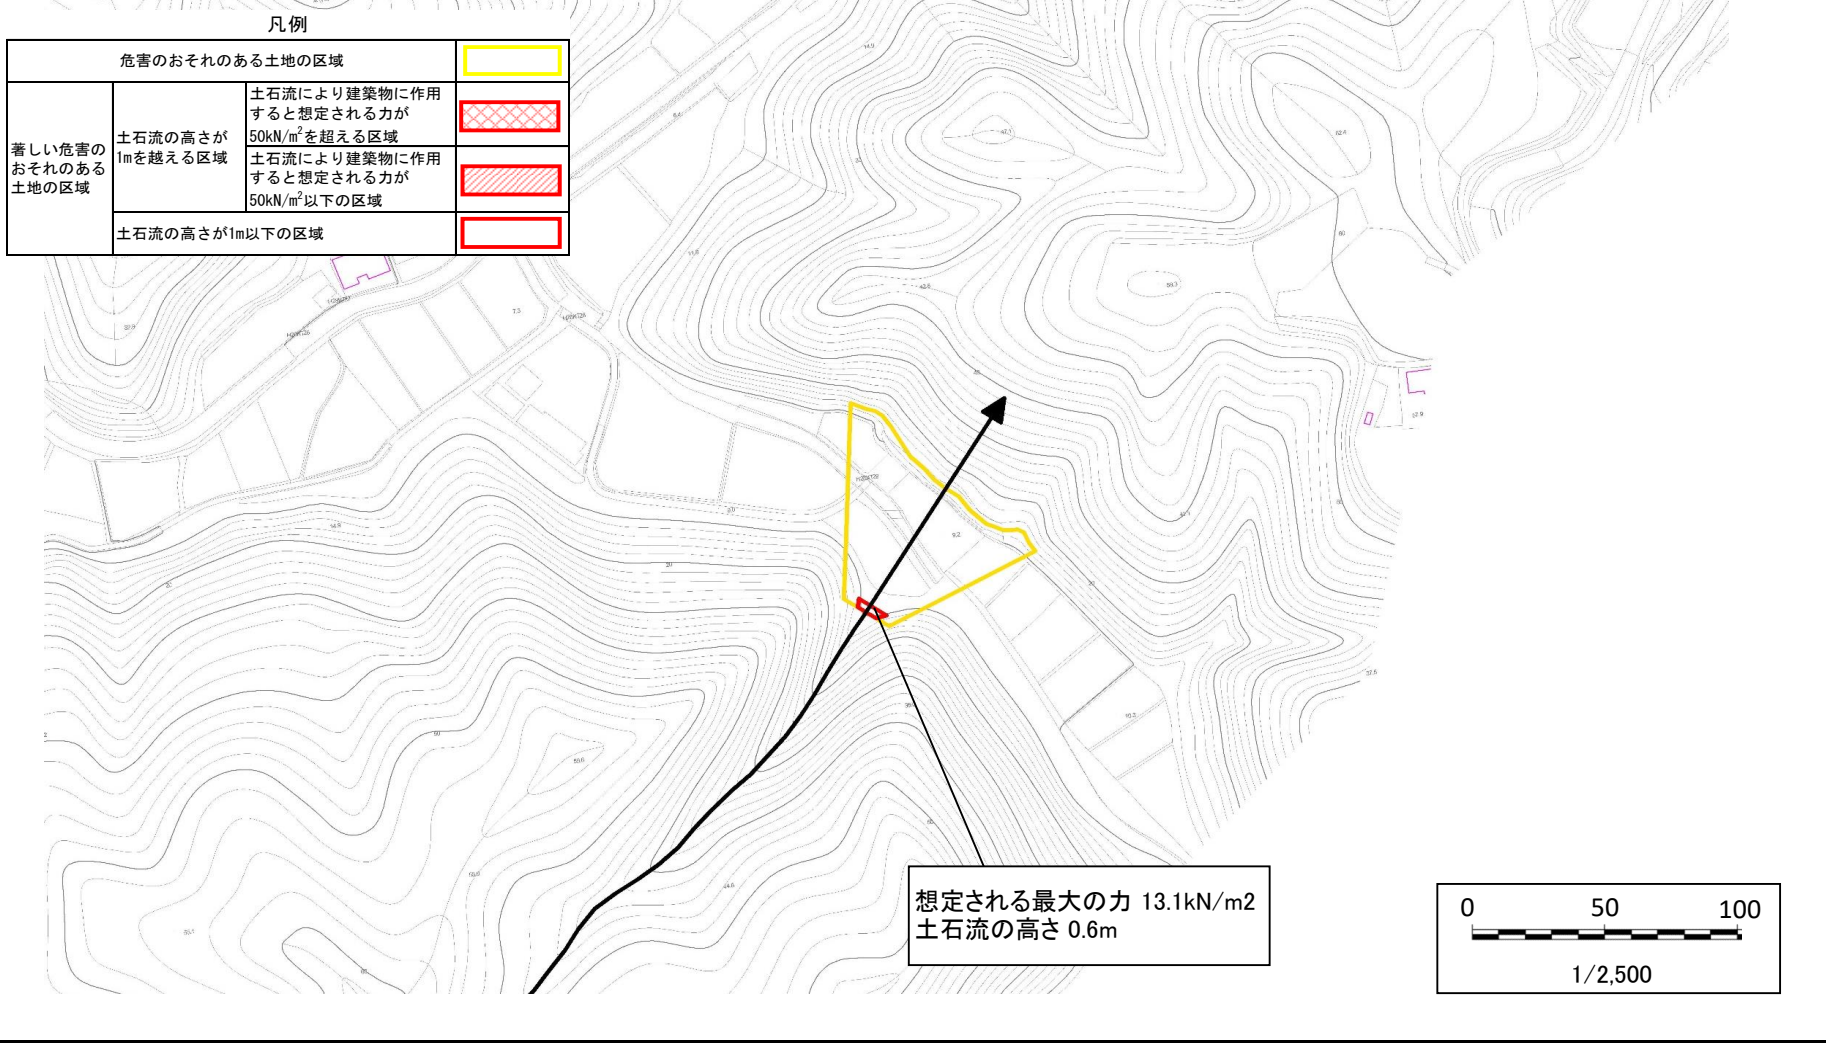 凡例
危害のおそれのある土地の区域
著しい危害の
おそれのある
土地の区域
土石流の高さが
1mを越える区域
土石流により建築物に作用
すると想定される力が
50kN/m²を超える区域
土石流により建築物に作用
すると想定される力が
50kN/m²以下の区域
土石流の高さが1m以下の区域
想定される最大の力 13.1kN/m2
土石流の高さ 0.6m
0 50 100
1/2,500